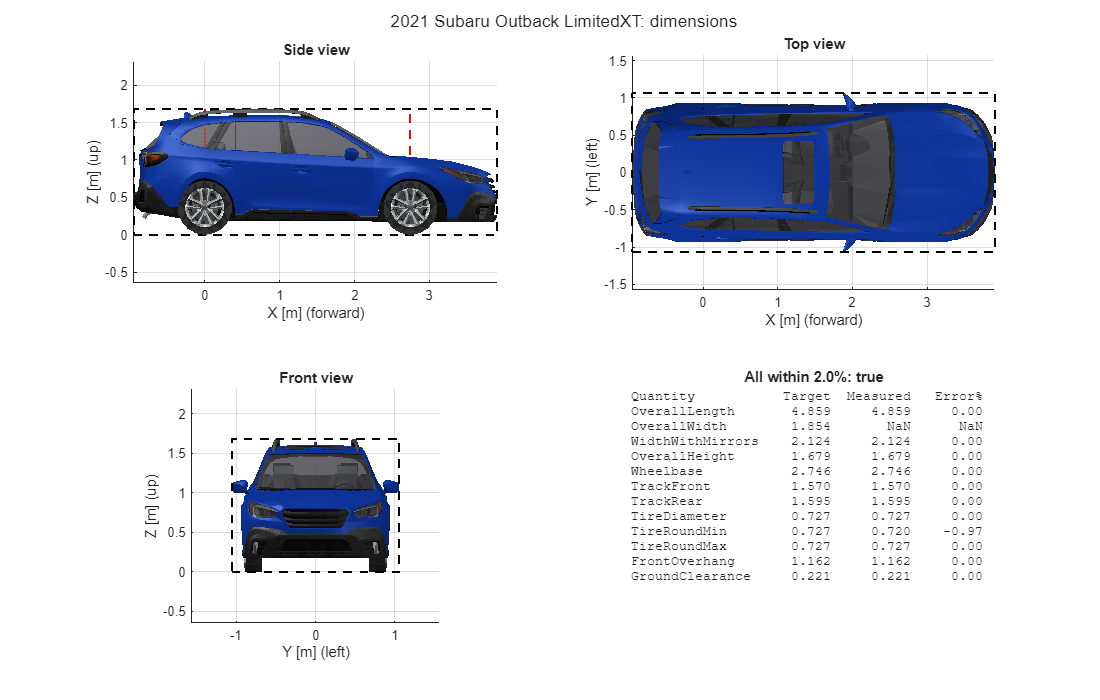 2021 Subaru Outback LimitedXT: dimensions
Side view
2
1.5
1
0.5
0
-0.5
Z [m] (up)
0 1 2 3
X [m] (forward)
Top view
1.5
1
0.5
0
-0.5
-1
-1.5
Y [m] (left)
0 1 2 3
X [m] (forward)
Front view
2
1.5
1
0.5
0
-0.5
Z [m] (up)
-1 0 1
Y [m] (left)
All within 2.0%: true
Quantity Target Measured Error%
OverallLength 4.859 4.859 0.00
OverallWidth 1.854 NaN NaN
WidthWithMirrors 2.124 2.124 0.00
OverallHeight 1.679 1.679 0.00
Wheelbase 2.746 2.746 0.00
TrackFront 1.570 1.570 0.00
TrackRear 1.595 1.595 0.00
TireDiameter 0.727 0.727 0.00
TireRoundMin 0.727 0.720 -0.97
TireRoundMax 0.727 0.727 0.00
FrontOverhang 1.162 1.162 0.00
GroundClearance 0.221 0.221 0.00